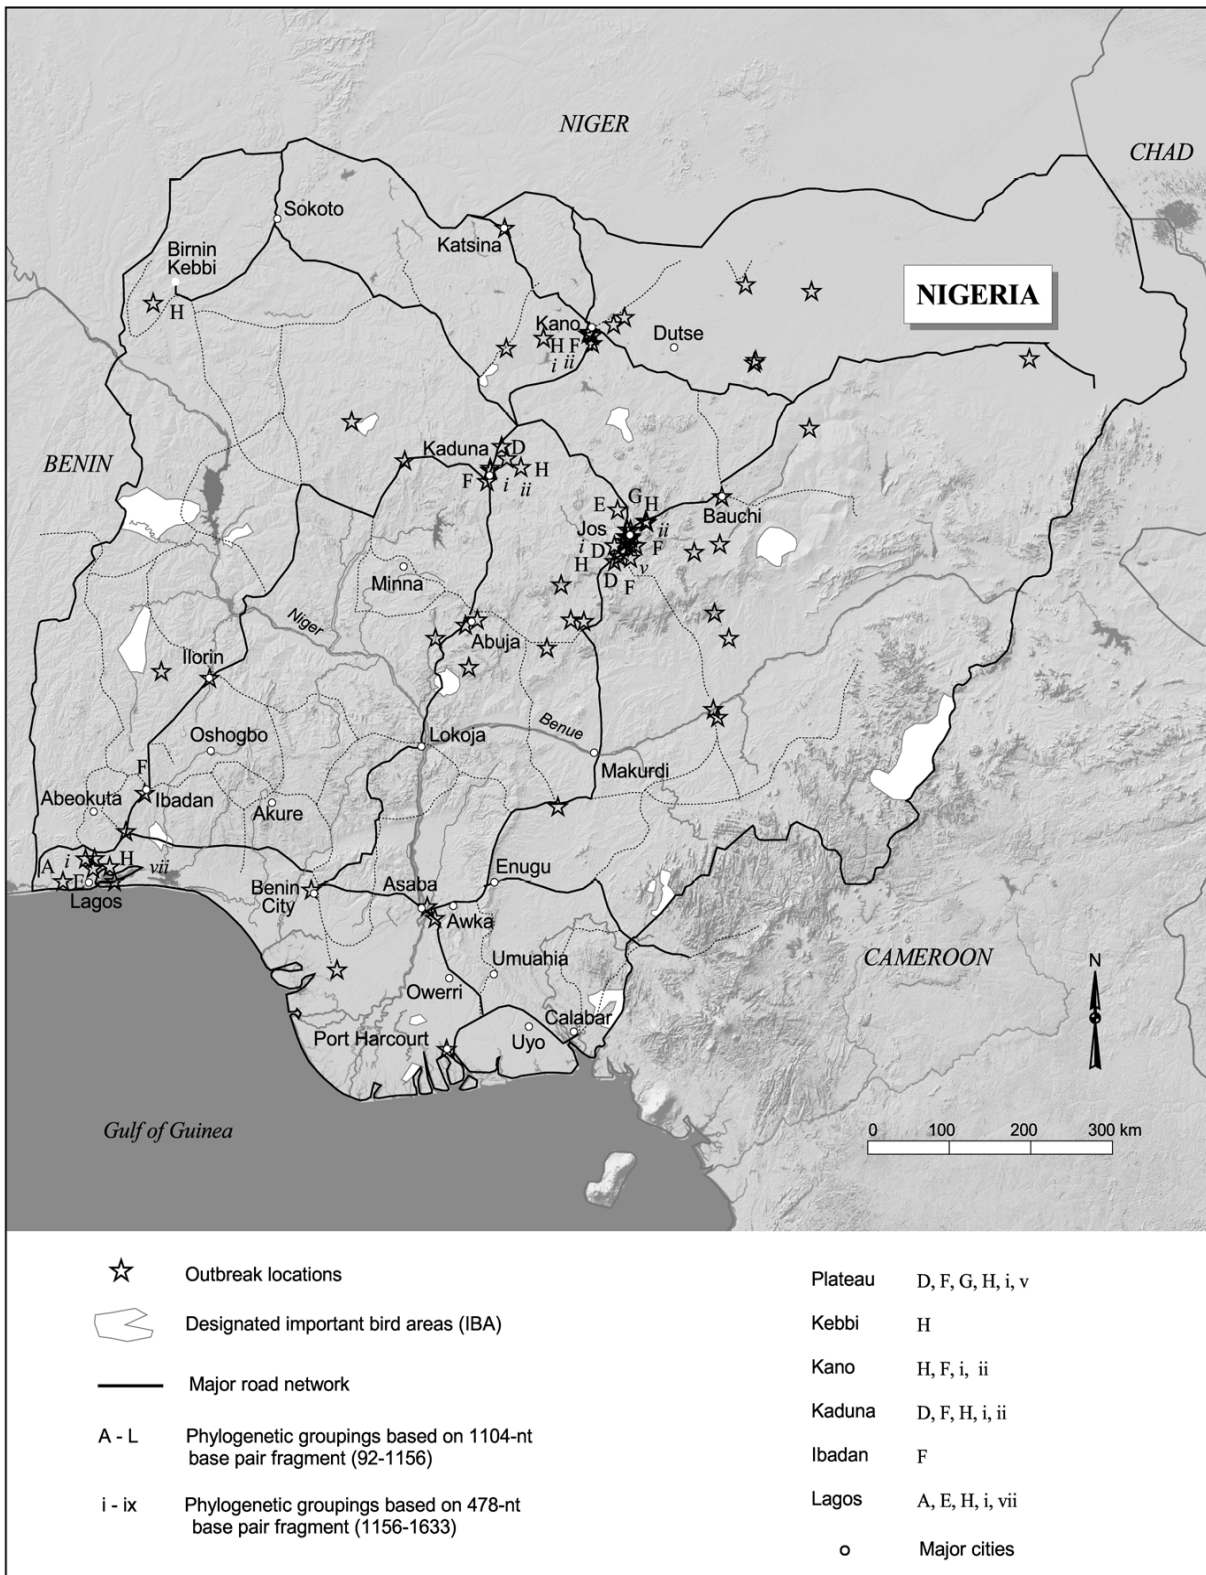 NIGER
CHAD
Sokoto
Katsina
Birnin
Kebbi
H
NIGERIA
Kano
Dutse
H F
i ii
Kaduna
D
H
F
i
ii
BENIN
E
G
H
Bauchi
Jos
ii
i
D
F
H
v
D
F
Minna
Niger
Abuja
Ilorin
Oshogbo
Lokoja
Benue
Makurdi
F
Ibadan
Abeokuta
Akure
A
i
H
vii
E
Lagos
Benin
City
Asaba
Enugu
Awka
Umuahia
Owerri
CAMEROON
N
Calabar
Port Harcourt
Uyo
Gulf of Guinea
0 100 200 300 km
Outbreak locations
Designated important bird areas (IBA)
Major road network
A - L Phylogenetic groupings based on 1104-nt
base pair fragment (92-1156)
i - ix Phylogenetic groupings based on 478-nt
base pair fragment (1156-1633)
Plateau D, F, G, H, i, v
Kebbi H
Kano H, F, i, ii
Kaduna D, F, H, i, ii
Ibadan F
Lagos A, E, H, i, vii
Major cities